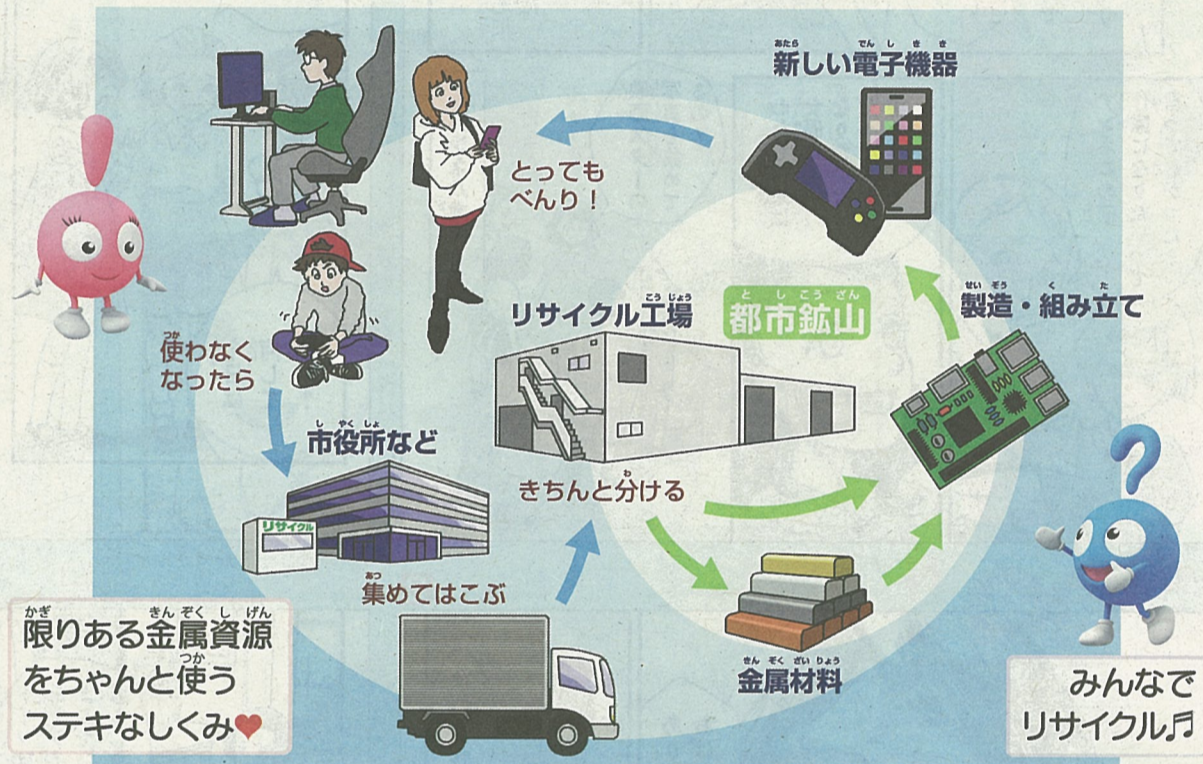 新しい電子機器
とっても
べんり！
製造・組み立て
都市鉱山
リサイクル工場
使わなく
なったら
市役所など
リサイクル
きちんと分ける
集めてはこぶ
金属材料
限りある金属資源
をちゃんと使う
ステキなしくみ♥
みんなで
リサイクル♬